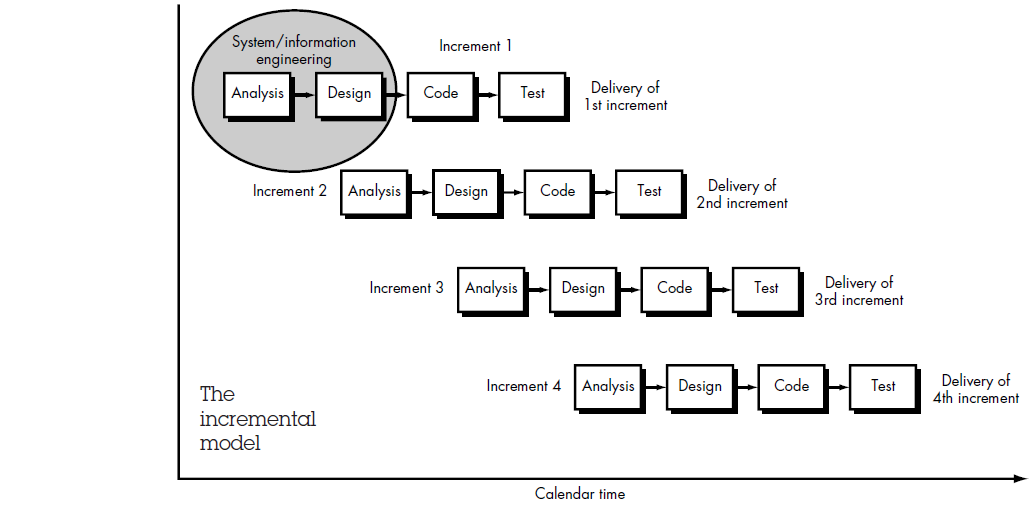 System/information
engineering
Increment 1
Analysis
Design
Code
Test
Delivery of
1st increment
Increment 2
Analysis
Design
Code
Test
Delivery of
2nd increment
Increment 3
Analysis
Design
Code
Test
Delivery of
3rd increment
Increment 4
Analysis
Design
Code
Test
Delivery of
4th increment
The
incremental
model
Calendar time